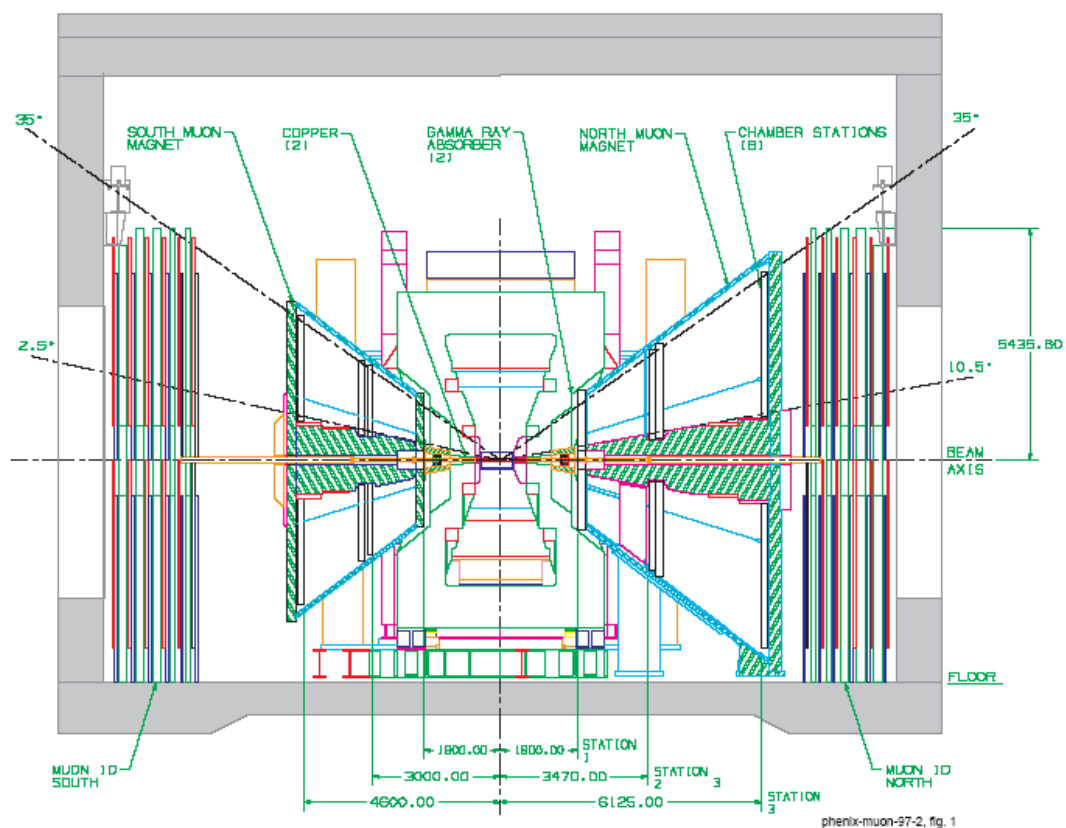 35°
SOUTH MUON
MAGNET
COPPER
(2)
GAMMA RAY
ABSORBER
(2)
NORTH MUON
MAGNET
CHAMBER STATIONS
(6)
35°
2.5°
5435.80
10.5°
BEAM
AXIS
FLOOR
MUON ID
SOUTH
1800.00
1800.00
STATION
1
MUON ID
NORTH
3000.00
3470.00
STATION
2
3
4600.00
6125.00
STATION
3
phenix-muon-97-2, fig. 1